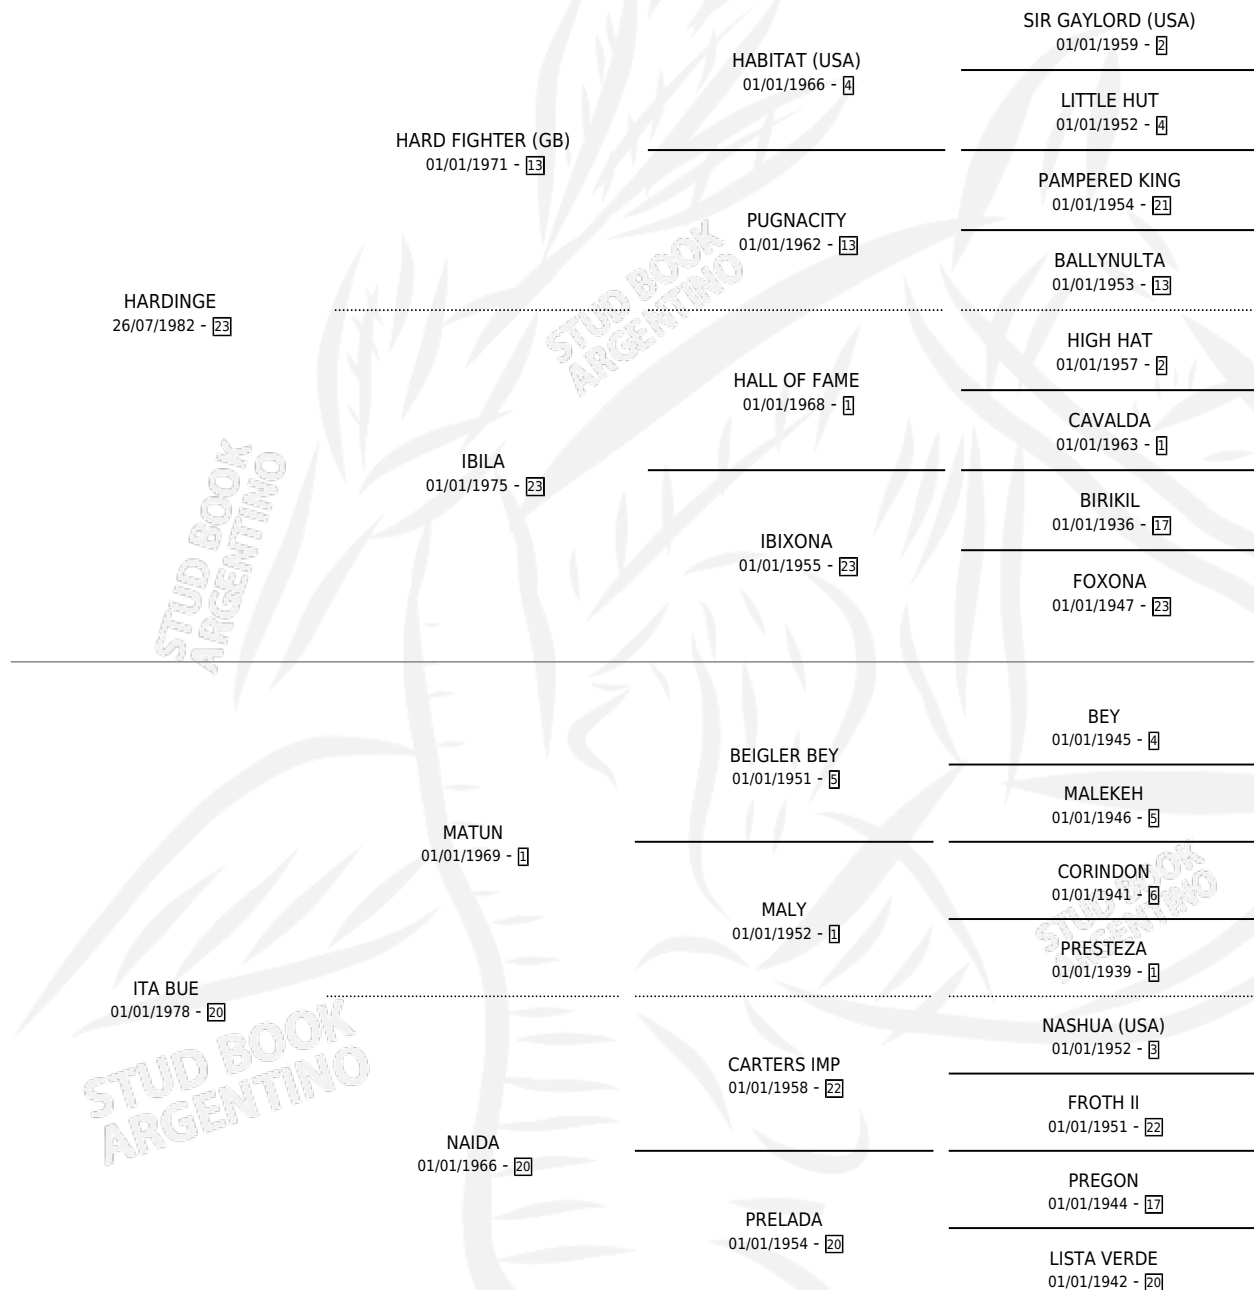 SIR GAYLORD (USA)
01/01/1959 - 2
HABITAT (USA)
01/01/1966 - 4
LITTLE HUT
01/01/1952 - 4
HARD FIGHTER (GB)
01/01/1971 - 13
PAMPERED KING
01/01/1954 - 21
PUGNACITY
01/01/1962 - 13
BALLYNULTA
01/01/1953 - 13
HARDINGE
26/07/1982 - 23
HIGH HAT
01/01/1957 - 2
HALL OF FAME
01/01/1968 - 1
CAVALDA
01/01/1963 - 1
IBILA
01/01/1975 - 23
BIRIKIL
01/01/1936 - 17
IBIXONA
01/01/1955 - 23
FOXONA
01/01/1947 - 23
STUD BOOK
ARGENTINO
STUD BOOK
ARGENTINO
BEY
01/01/1945 - 4
BEIGLER BEY
01/01/1951 - 5
MALEKEH
01/01/1946 - 5
MATUN
01/01/1969 - 1
CORINDON
01/01/1941 - 6
MALY
01/01/1952 - 1
PRESTEZA
01/01/1939 - 1
ITA BUE
01/01/1978 - 20
NASHUA (USA)
01/01/1952 - 3
CARTERS IMP
01/01/1958 - 22
FROTH II
01/01/1951 - 22
NAIDA
01/01/1966 - 20
PREGON
01/01/1944 - 17
PRELADA
01/01/1954 - 20
LISTA VERDE
01/01/1942 - 20
STUD BOOK
ARGENTINO
STUD BOOK
ARGENTINO